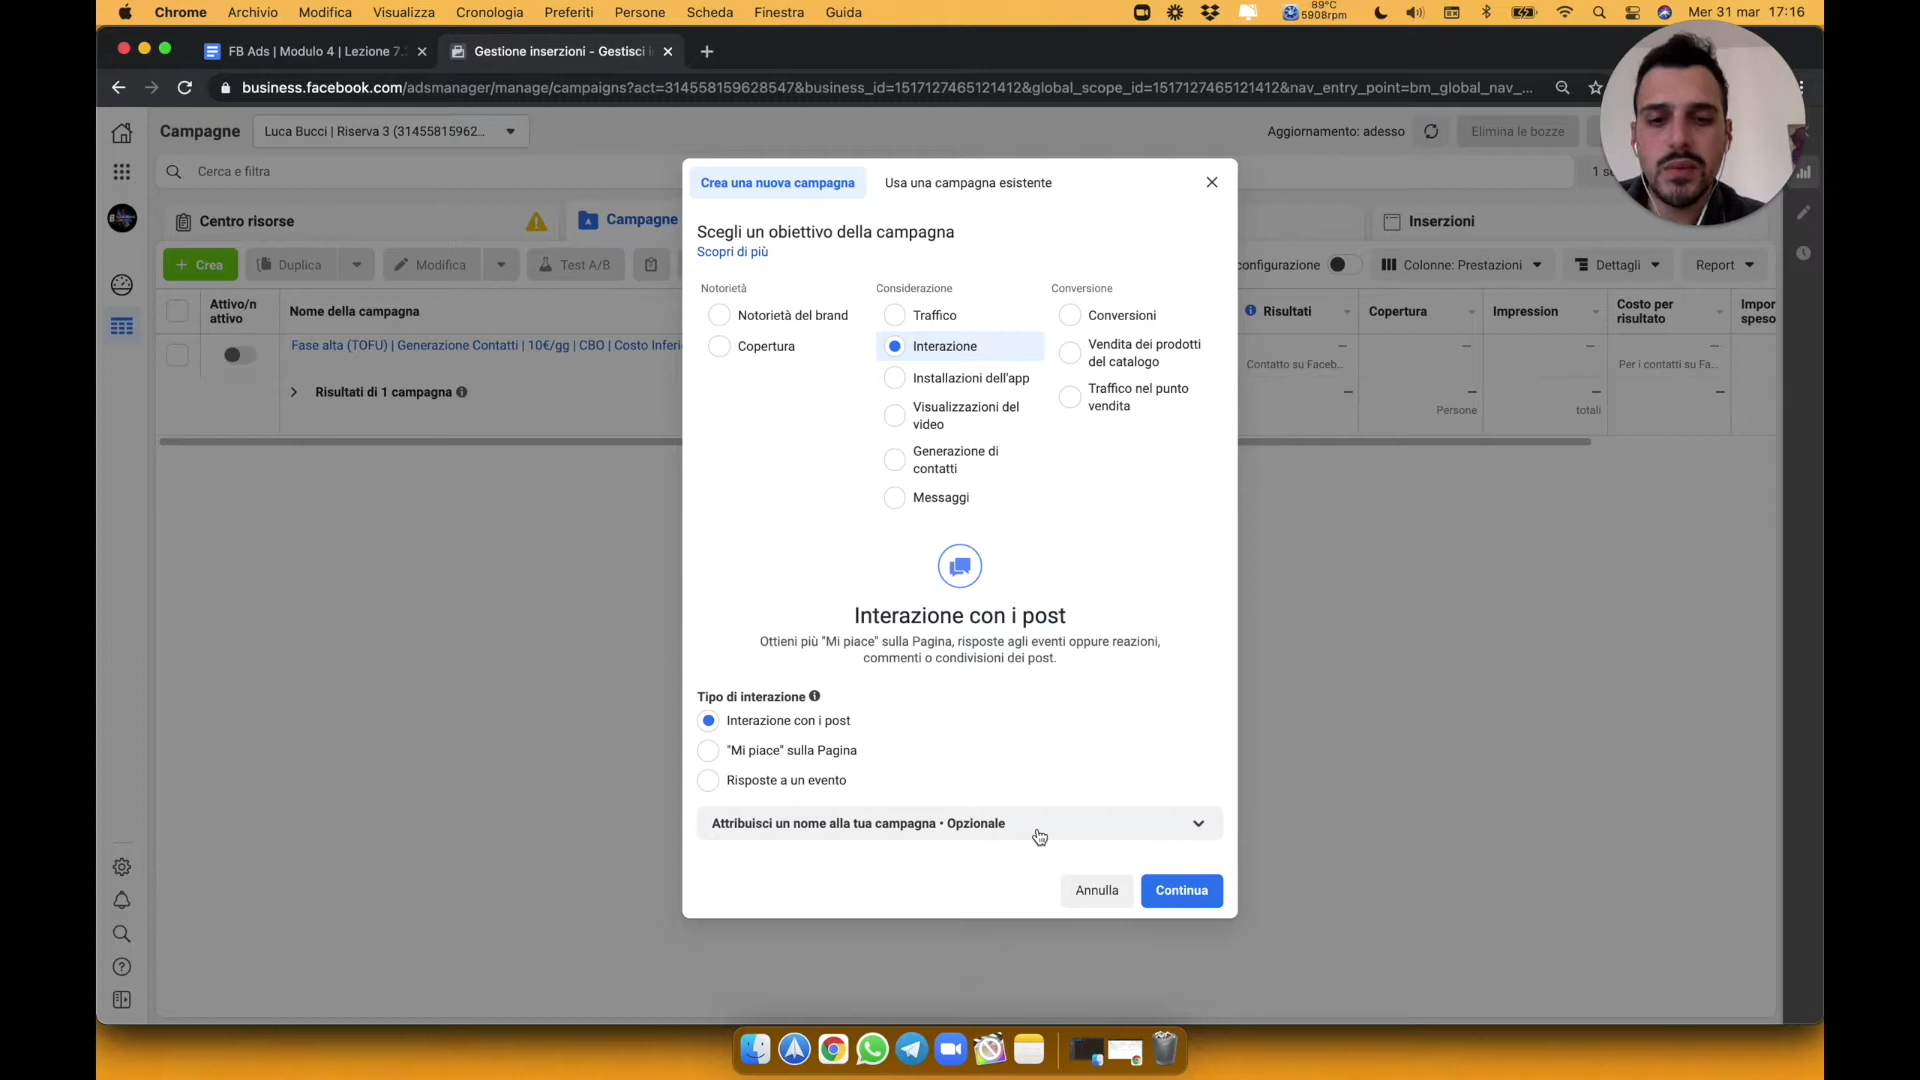 Chrome Archivio Modifica Visualizza Cronologia Preferiti Persone Scheda Finestra Guida
89°C
5908rpm
Mer 31 mar 17:16
FB Ads | Modulo 4 | Lezione 7.
Gestione inserzioni - Gestisci i
business.facebook.com/adsmanager/manage/campaigns?act=314558159628547&business_id=1517127465121412&global_scope_id=1517127465121412&nav_entry_point=bm_global_nav_...
Campagne
Luca Bucci | Riserva 3 (31455815962...
Aggiornamento: adesso
Elimina le bozze
Cerca e filtra
Centro risorse
Campagne
Inserzioni
+ Crea
Duplica
Modifica
Test A/B
configurazione
Colonne: Prestazioni
Dettagli
Report
Attivo/n
attivo
Nome della campagna
Risultati
Copertura
Impression
Costo per
risultato
Impor
speso
Fase alta (TOFU) | Generazione Contatti | 10€/gg | CBO | Costo Inferi
Contatto su Faceb...
Per i contatti su Fa...
Risultati di 1 campagna
Persone
totali
Crea una nuova campagna
Usa una campagna esistente
Scegli un obiettivo della campagna
Scopri di più
Notorietà
Notorietà del brand
Copertura
Considerazione
Traffico
Interazione
Installazioni dell'app
Visualizzazioni del
video
Generazione di
contatti
Messaggi
Conversione
Conversioni
Vendita dei prodotti
del catalogo
Traffico nel punto
vendita
Interazione con i post
Ottieni più "Mi piace" sulla Pagina, risposte agli eventi oppure reazioni,
commenti o condivisioni dei post.
Tipo di interazione
Interazione con i post
"Mi piace" sulla Pagina
Risposte a un evento
Attribuisci un nome alla tua campagna • Opzionale
Annulla
Continua